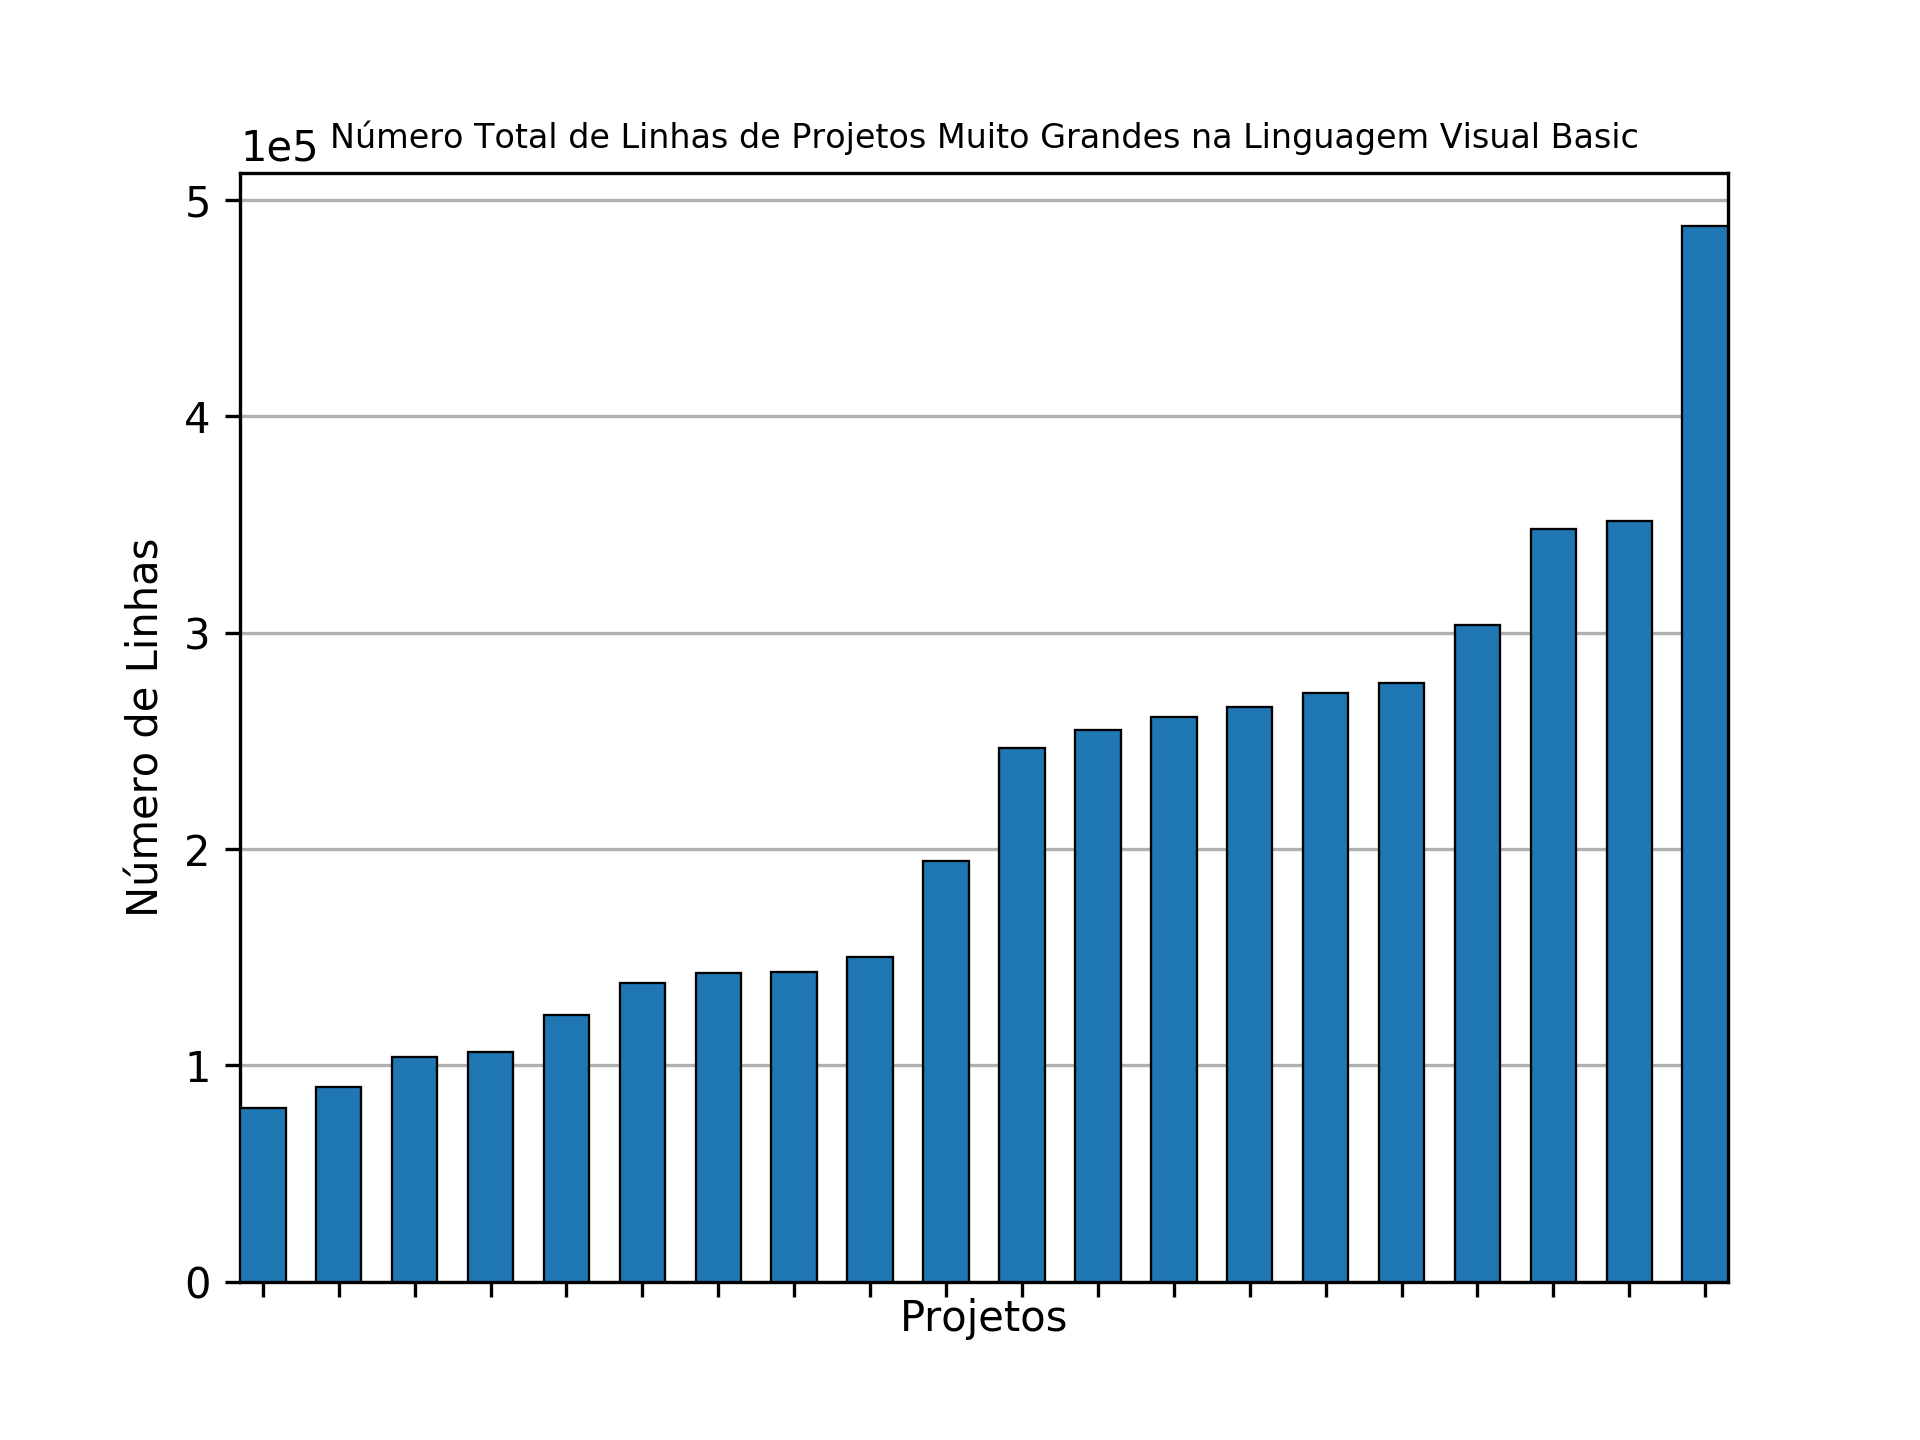 1e5
Número Total de Linhas de Projetos Muito Grandes na Linguagem Visual Basic
5
4
3
2
1
0
Número de Linhas
Projetos